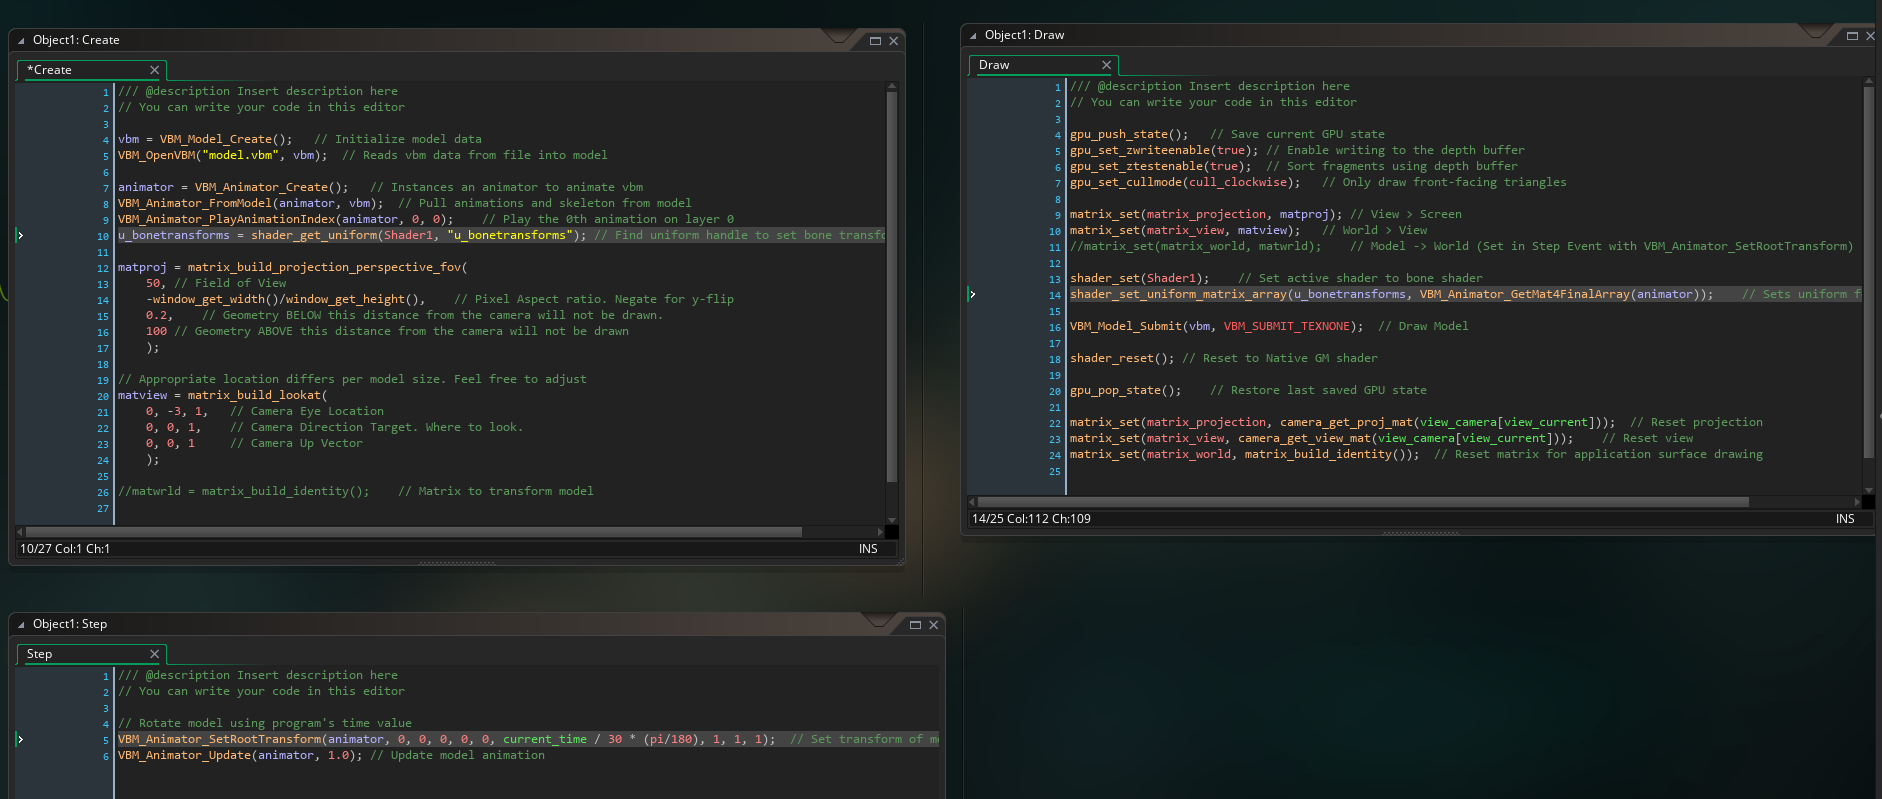 Object1: Create
*Create
1 /// @description Insert description here
2 // You can write your code in this editor
3
4 vbm = VBM_Model_Create();   // Initialize model data
5 VBM_OpenVBM("model.vbm", vbm);  // Reads vbm data from file into model
6
7 animator = VBM_Animator_Create();   // Instances an animator to animate vbm
8 VBM_Animator_FromModel(animator, vbm);  // Pull animations and skeleton from model
9 VBM_Animator_PlayAnimationIndex(animator, 0, 0);    // Play the 0th animation on layer 0
10 u_bonetransforms = shader_get_uniform(Shader1, "u_bonetransforms"); // Find uniform handle to set bone transfo
11
12 matproj = matrix_build_projection_perspective_fov(
13     50, // Field of View
14     -window_get_width()/window_get_height(),    // Pixel Aspect ratio. Negate for y-flip
15     0.2,    // Geometry BELOW this distance from the camera will not be drawn.
16     100 // Geometry ABOVE this distance from the camera will not be drawn
17     );
18
19 // Appropriate location differs per model size. Feel free to adjust
20 matview = matrix_build_lookat(
21     0, -3, 1,   // Camera Eye Location
22     0, 0, 1,    // Camera Direction Target. Where to look.
23     0, 0, 1     // Camera Up Vector
24     );
25
26 //matwrld = matrix_build_identity();    // Matrix to transform model
27
10/27 Col:1 Ch:1 INS
Object1: Draw
Draw
1 /// @description Insert description here
2 // You can write your code in this editor
3
4 gpu_push_state();   // Save current GPU state
5 gpu_set_zwriteenable(true); // Enable writing to the depth buffer
6 gpu_set_ztestenable(true);  // Sort fragments using depth buffer
7 gpu_set_cullmode(cull_clockwise);   // Only draw front-facing triangles
8
9 matrix_set(matrix_projection, matproj); // View > Screen
10 matrix_set(matrix_view, matview);   // World > View
11 //matrix_set(matrix_world, matwrld);    // Model -> World (Set in Step Event with VBM_Animator_SetRootTransform)
12
13 shader_set(Shader1);    // Set active shader to bone shader
14 shader_set_uniform_matrix_array(u_bonetransforms, VBM_Animator_GetMat4FinalArray(animator));    // Sets uniform f
15
16 VBM_Model_Submit(vbm, VBM_SUBMIT_TEXNONE);  // Draw Model
17
18 shader_reset(); // Reset to Native GM shader
19
20 gpu_pop_state();    // Restore last saved GPU state
21
22 matrix_set(matrix_projection, camera_get_proj_mat(view_camera[view_current]));  // Reset projection
23 matrix_set(matrix_view, camera_get_view_mat(view_camera[view_current]));    // Reset view
24 matrix_set(matrix_world, matrix_build_identity());  // Reset matrix for application surface drawing
25
14/25 Col:112 Ch:109 INS
Object1: Step
Step
1 /// @description Insert description here
2 // You can write your code in this editor
3
4 // Rotate model using program's time value
5 VBM_Animator_SetRootTransform(animator, 0, 0, 0, 0, 0, current_time / 30 * (pi/180), 1, 1, 1);  // Set transform of m
6 VBM_Animator_Update(animator, 1.0); // Update model animation